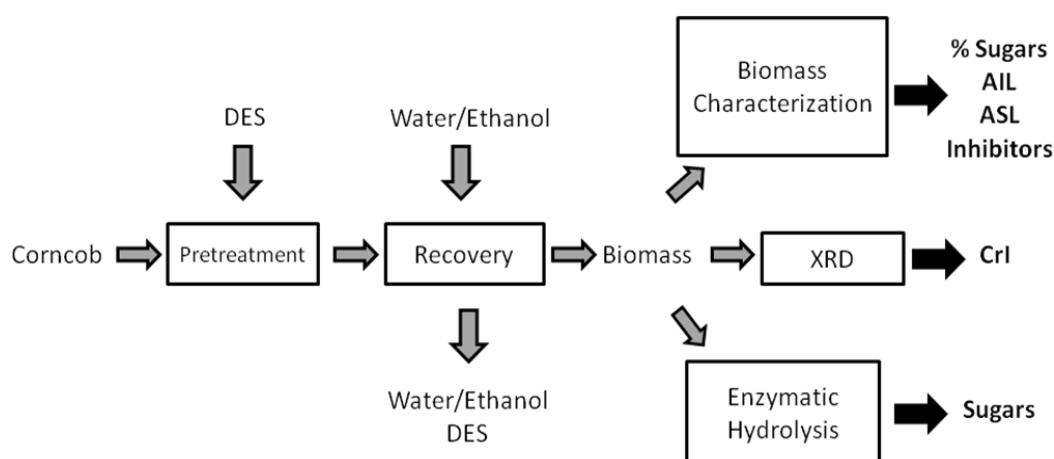 DES
Water/Ethanol
Corncob
Pretreatment
Recovery
Water/Ethanol
DES
Biomass
Biomass
Characterization
% Sugars
AIL
ASL
Inhibitors
XRD
CrI
Enzymatic
Hydrolysis
Sugars